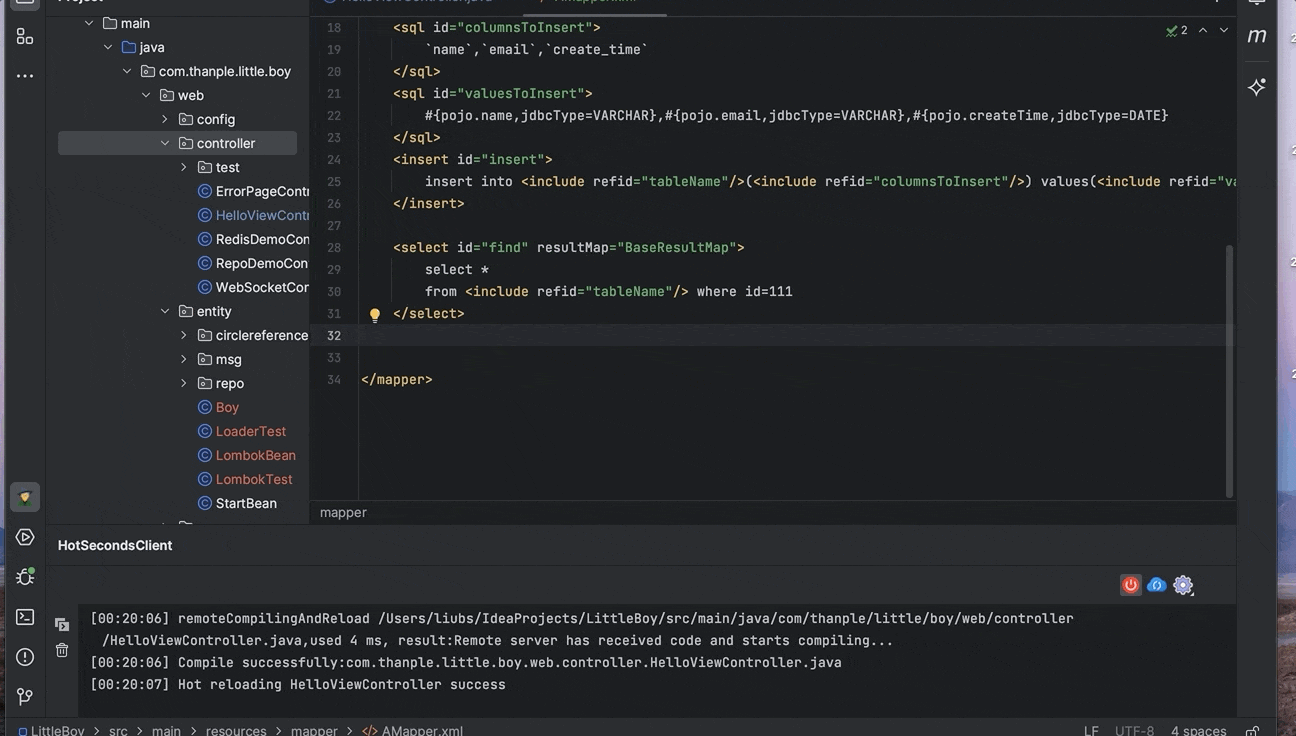 main
java
com.thanple.little.boy
web
config
controller
test
ErrorPageContr
HelloViewContr
RedisDemoCon
RepoDemoCon
WebSocketCor
entity
circlereference
msg
repo
Boy
LoaderTest
LombokBean
LombokTest
StartBean
2
18 <sql id="columnsToInsert">
19 `name`,`email`,`create_time`
20 </sql>
21 <sql id="valuesToInsert">
22 #{pojo.name,jdbcType=VARCHAR},#{pojo.email,jdbcType=VARCHAR},#{pojo.createTime,jdbcType=DATE}
23 </sql>
24 <insert id="insert">
25 insert into <include refid="tableName"/>(<include refid="columnsToInsert"/>) values(<include refid="va
26 </insert>
27
28 <select id="find" resultMap="BaseResultMap">
29 select *
30 from <include refid="tableName"/> where id=111
31 </select>
32
33
34 </mapper>
mapper
m
HotSecondsClient
[00:20:06] remoteCompilingAndReload /Users/liubs/IdeaProjects/LittleBoy/src/main/java/com/thanple/little/boy/web/controller
/HelloViewController.java,used 4 ms, result:Remote server has received code and starts compiling...
[00:20:06] Compile successfully:com.thanple.little.boy.web.controller.HelloViewController.java
[00:20:07] Hot reloading HelloViewController success
LittleBoy > src > main > resources > mapper > </> AMapper.xml
LF UTF-8 4 spaces